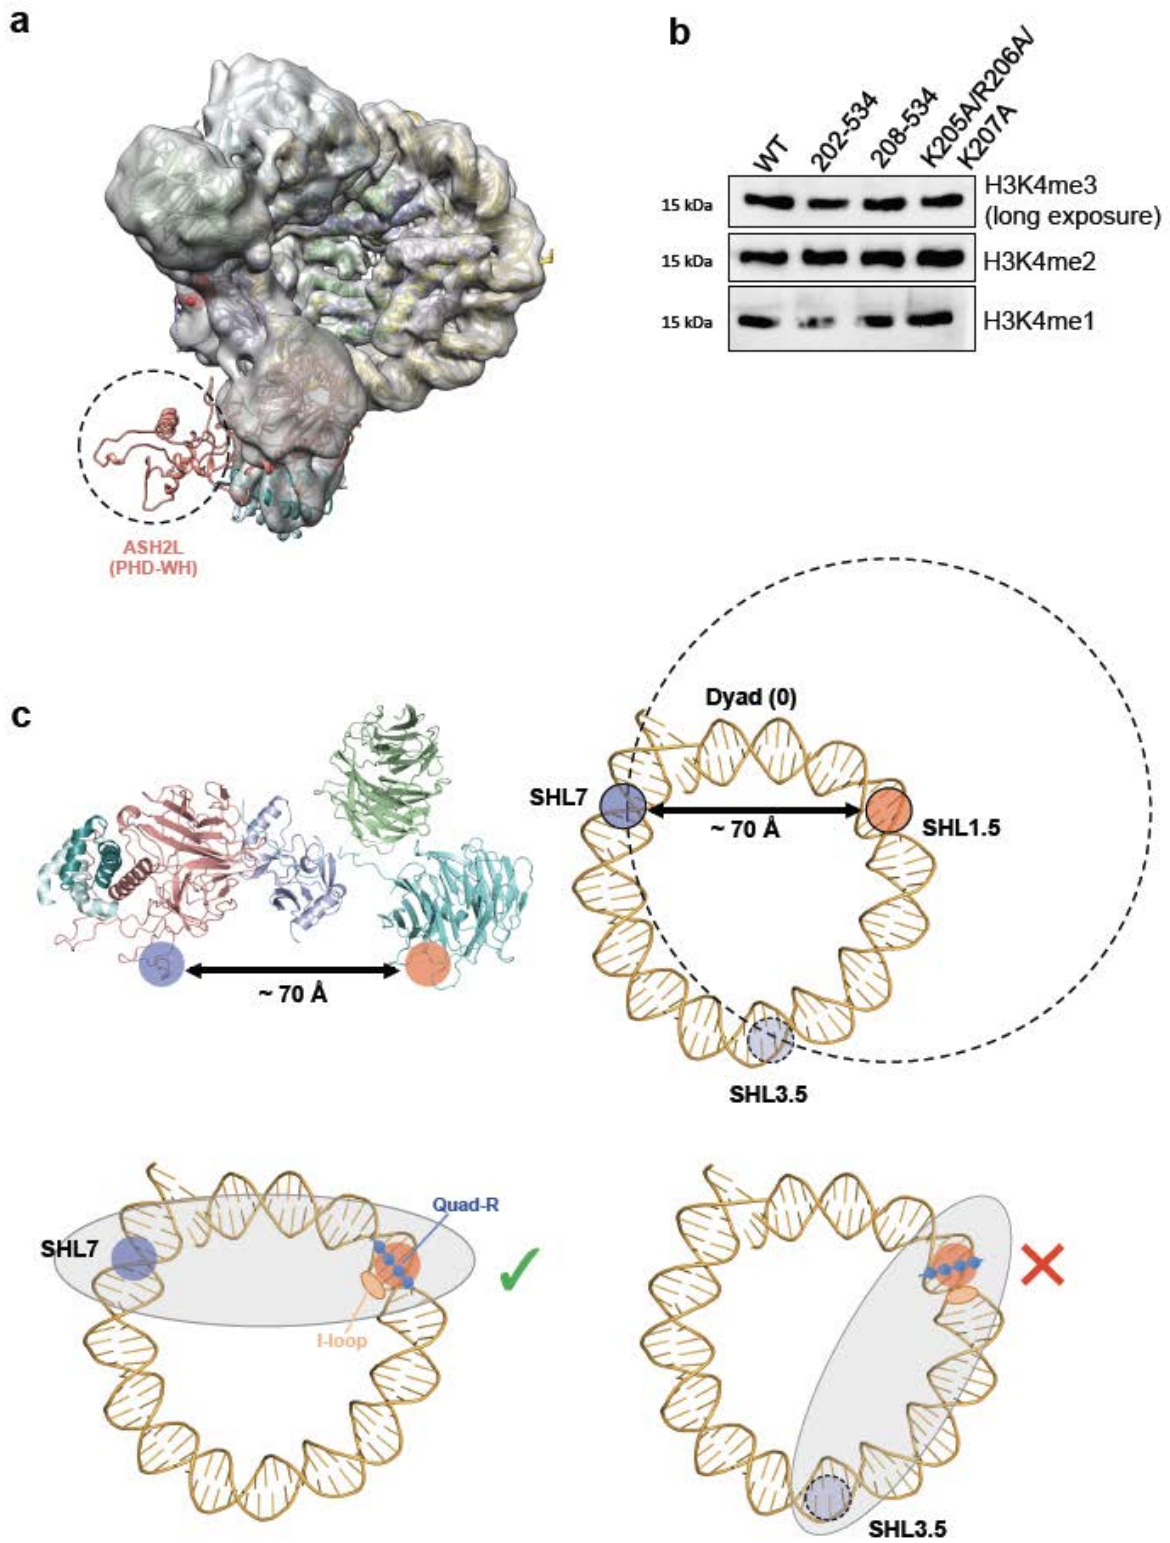 a
ASH2L
(PHD-WH)
b
WT
202-534
208-534
K205A/R206A/
K207A
15 kDa
H3K4me3
(long exposure)
15 kDa
H3K4me2
15 kDa
H3K4me1
c
~ 70 Å
Dyad (0)
SHL7
~ 70 Å
SHL1.5
SHL3.5
Quad-R
SHL7
I-loop
SHL3.5